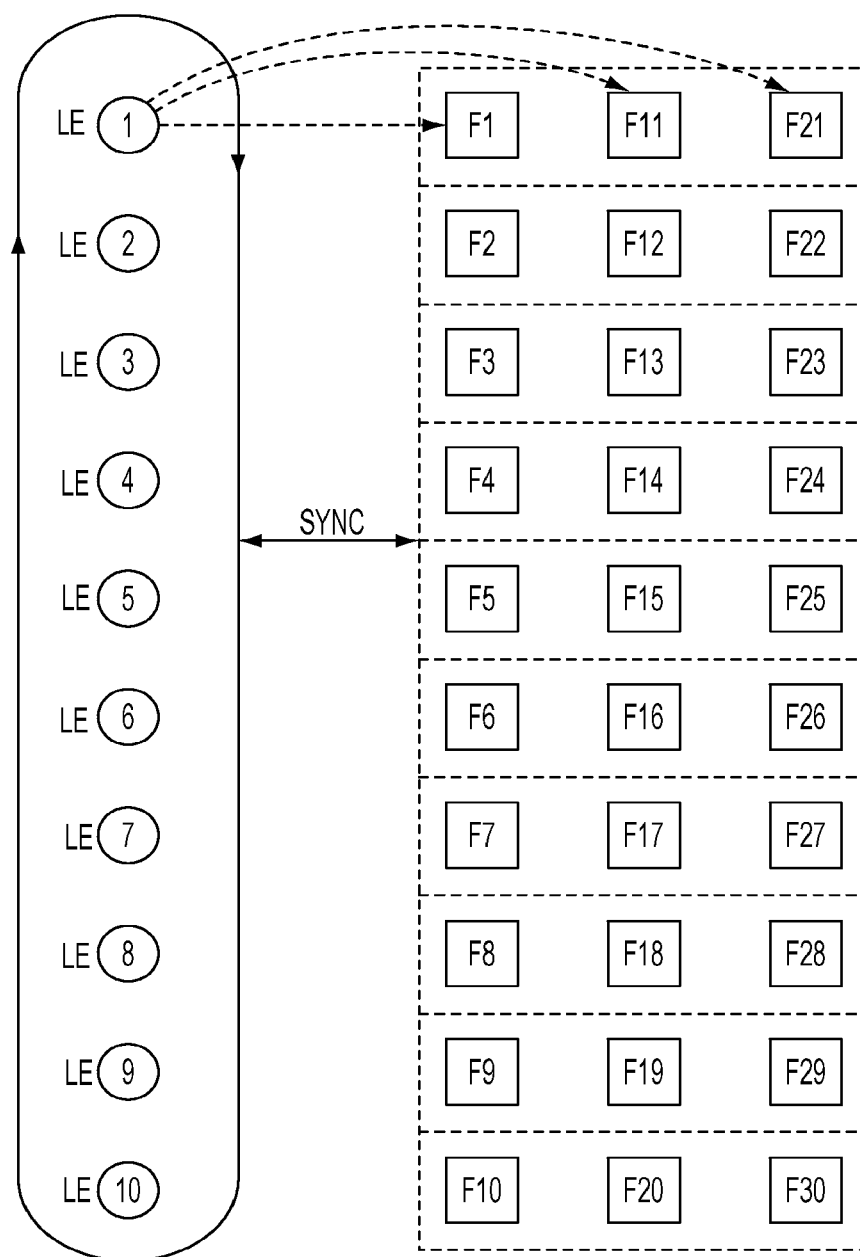 LE 1 F1 F11 F21
LE 2 F2 F12 F22
LE 3 F3 F13 F23
LE 4 F4 F14 F24
SYNC
LE 5 F5 F15 F25
LE 6 F6 F16 F26
LE 7 F7 F17 F27
LE 8 F8 F18 F28
LE 9 F9 F19 F29
LE 10 F10 F20 F30